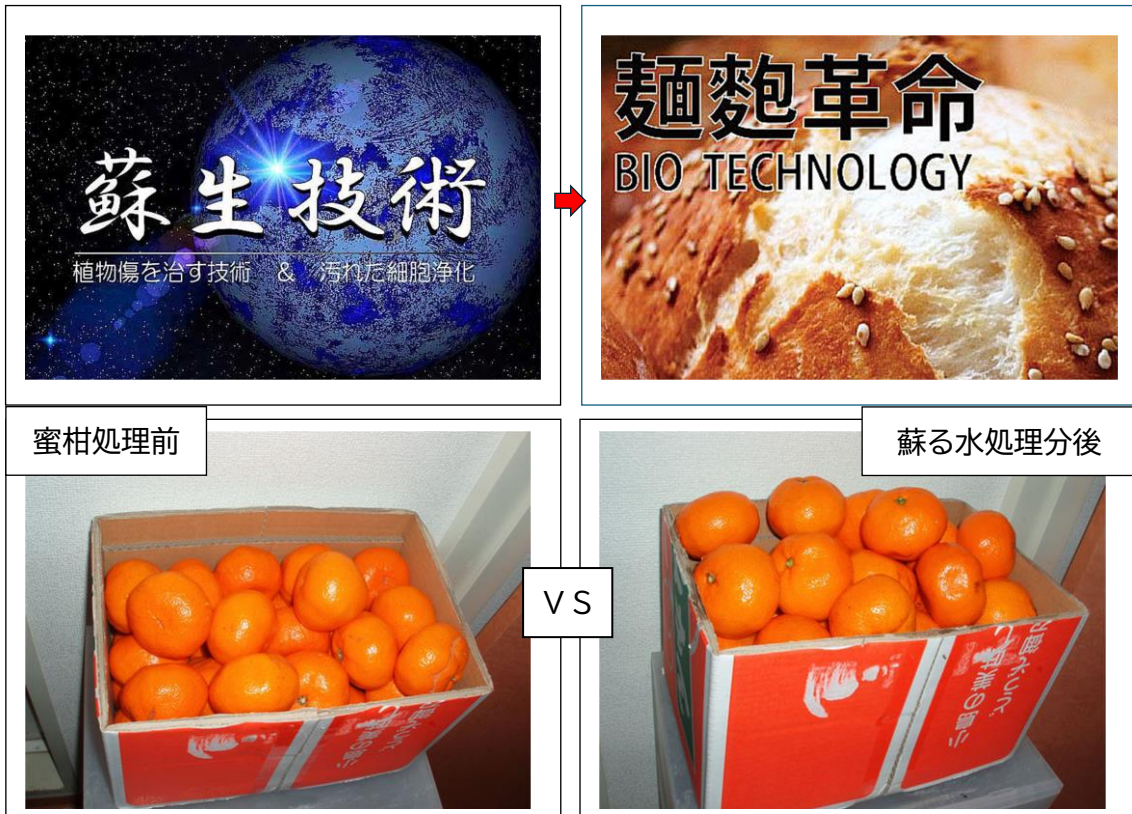 蘇生技術
植物傷を治す技術 & 汚れた細胞浄化
麺麭革命
BIO TECHNOLOGY
蜜柑処理前
蘇る水処理分後
VS